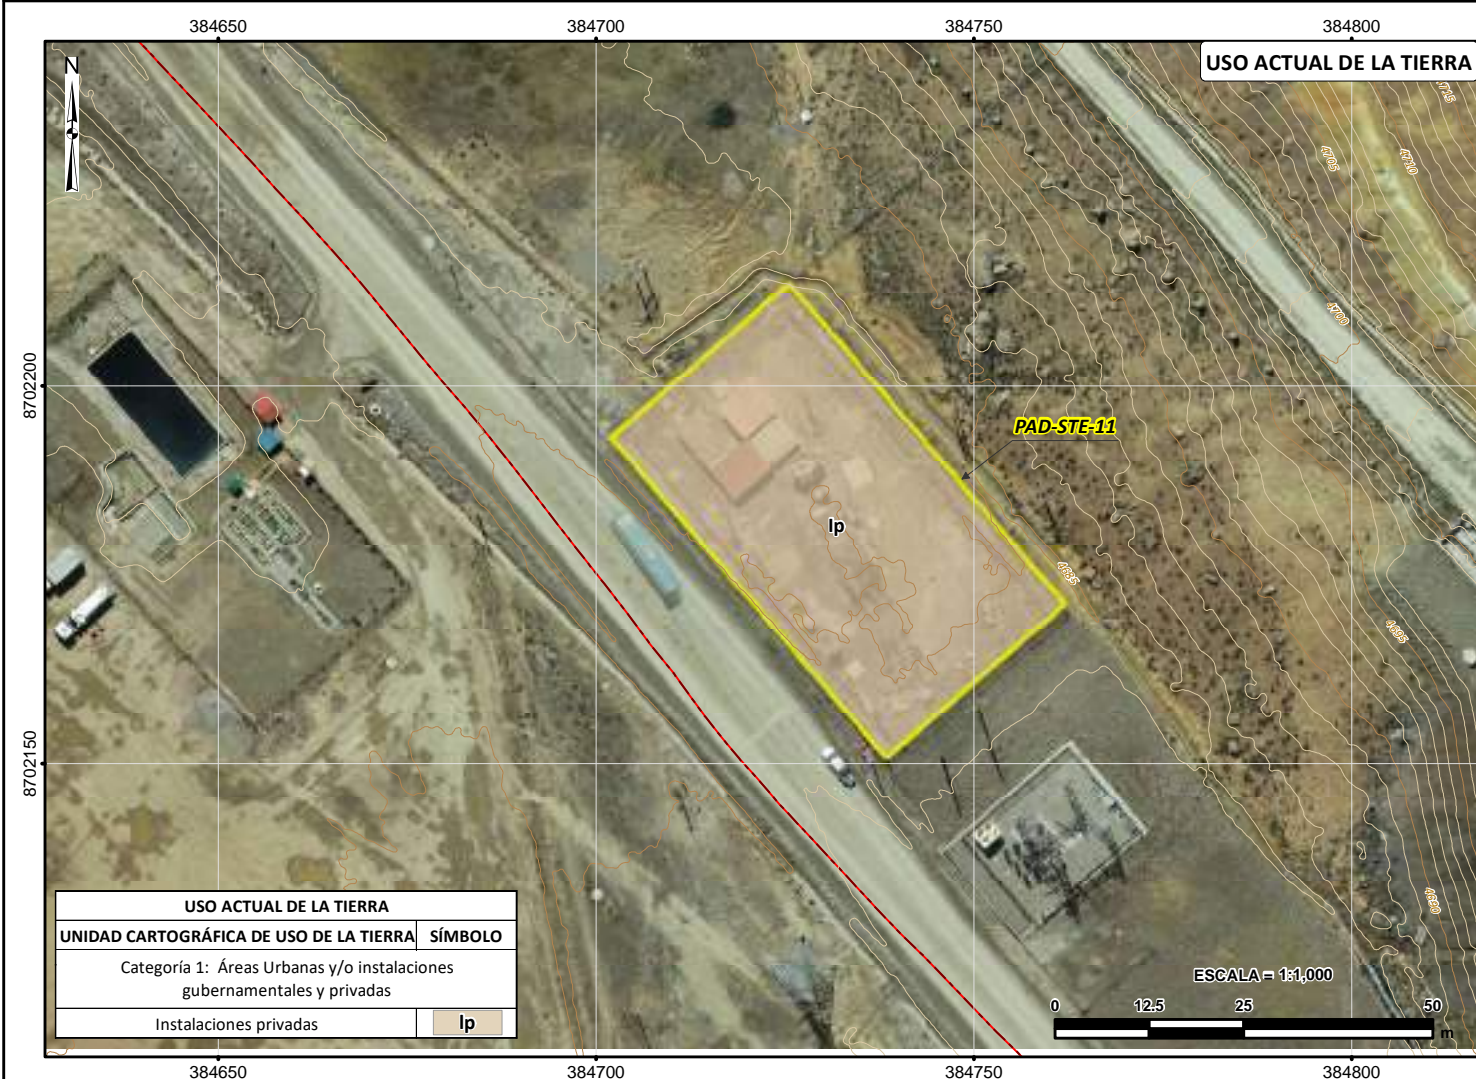 384650
384700
384750
384800
USO ACTUAL DE LA TIERRA
N
4715
4705
4710
4700
8702200
PAD-STE-11
Ip
4685
4695
8702150
4690
USO ACTUAL DE LA TIERRA
UNIDAD CARTOGRÁFICA DE USO DE LA TIERRA SÍMBOLO
Categoría 1: Áreas Urbanas y/o instalaciones
gubernamentales y privadas
Instalaciones privadas Ip
ESCALA = 1:1,000
0 12.5 25 50
m
384650
384700
384750
384800